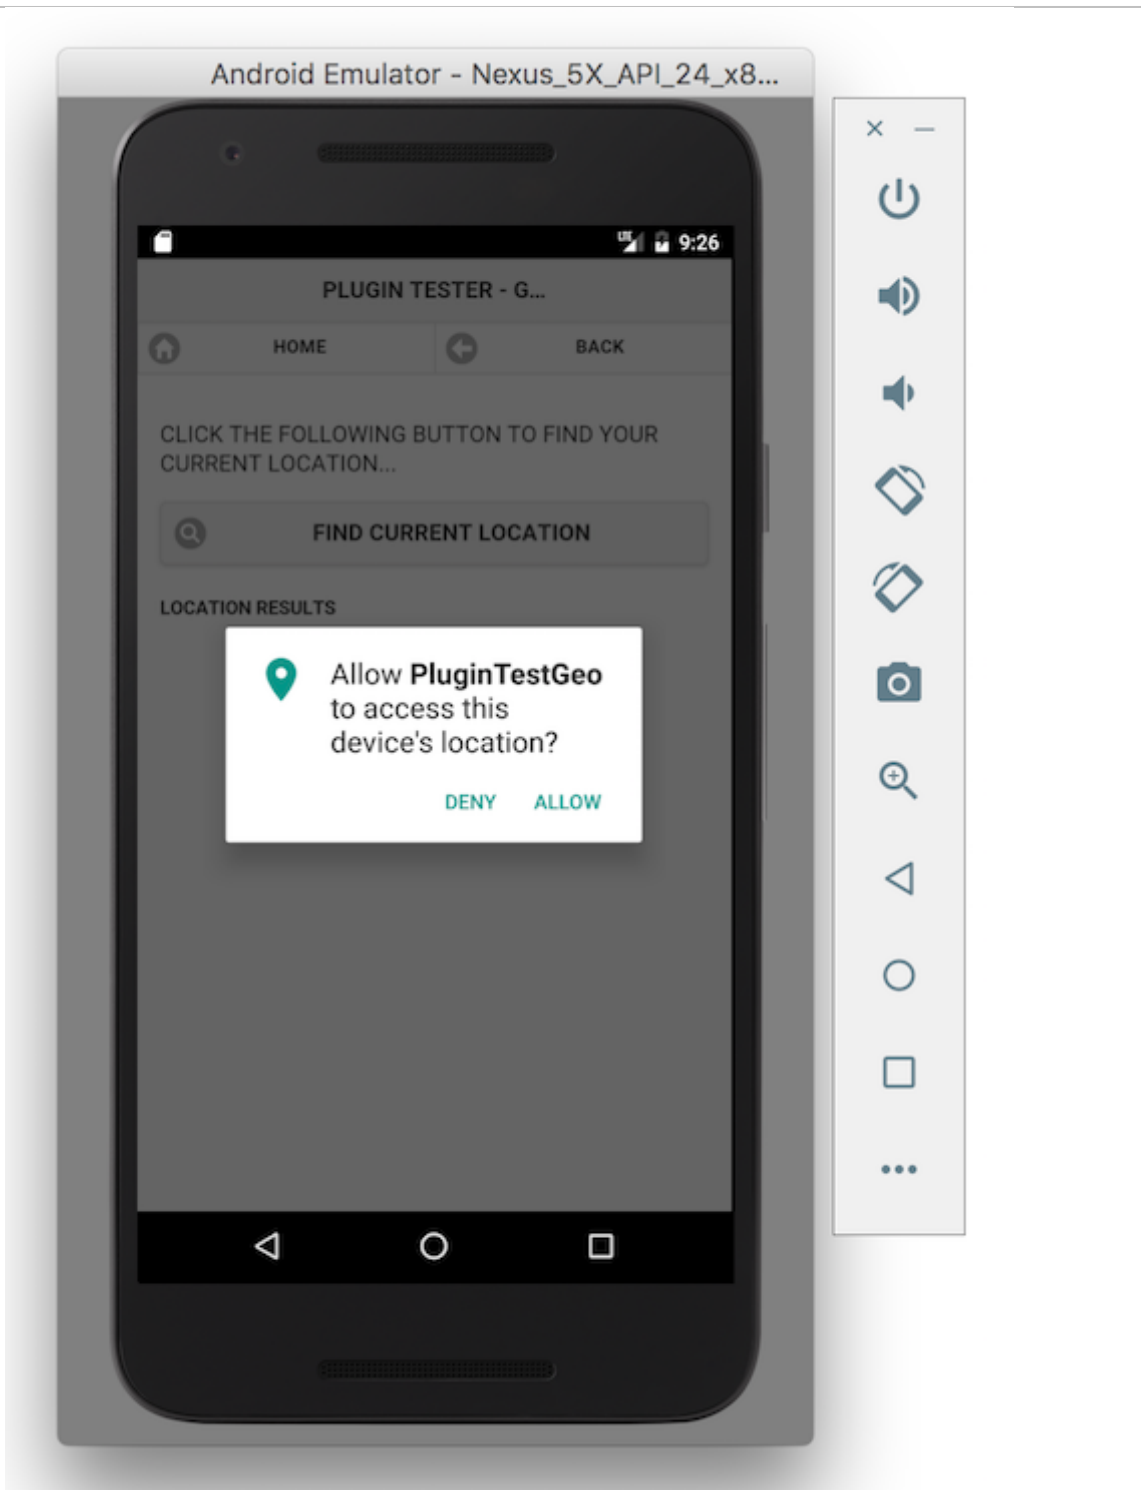 Android Emulator - Nexus_5X_API_24_x8...
LTE 9:26
PLUGIN TESTER - G...
HOME BACK
CLICK THE FOLLOWING BUTTON TO FIND YOUR
CURRENT LOCATION...
FIND CURRENT LOCATION
LOCATION RESULTS
Allow PluginTestGeo
to access this
device's location?
DENY ALLOW